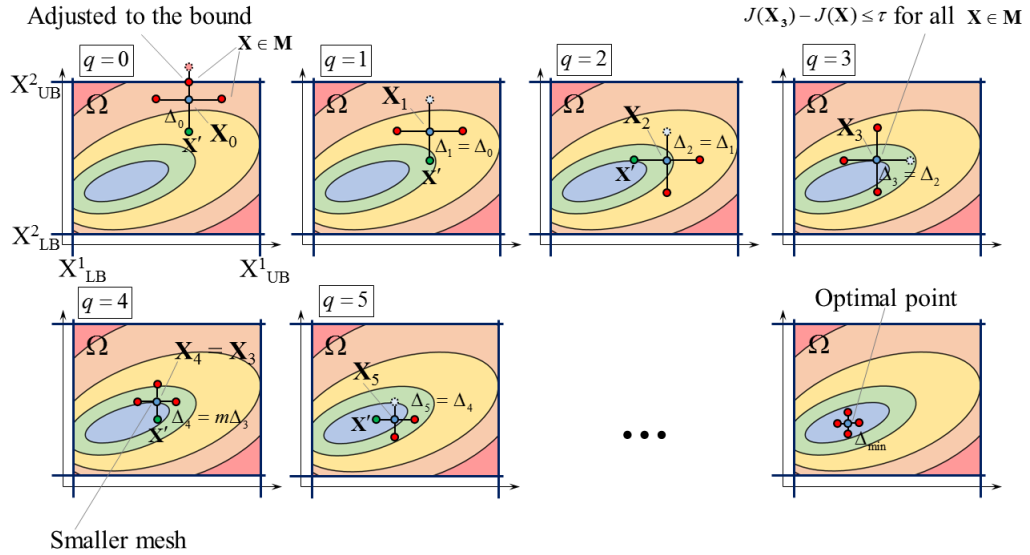 Adjusted to the bound
J(X₃) – J(X) ≤ τ for all X ∈ M
X ∈ M
q = 0
q = 1
q = 2
q = 3
X²UB
Ω
Ω
Ω
Ω
X₁
X₂
X₃
Δ₀
X₀
X′
Δ₁ = Δ₀
X′
Δ₂ = Δ₁
X′
Δ₃ = Δ₂
X²LB
X¹LB
X¹UB
q = 4
q = 5
Optimal point
Ω
X₄ = X₃
Ω
X₅
Ω
Δ₅ = Δ₄
Δ₄ = mΔ₃
X′
X′
•••
Δmin
Smaller mesh